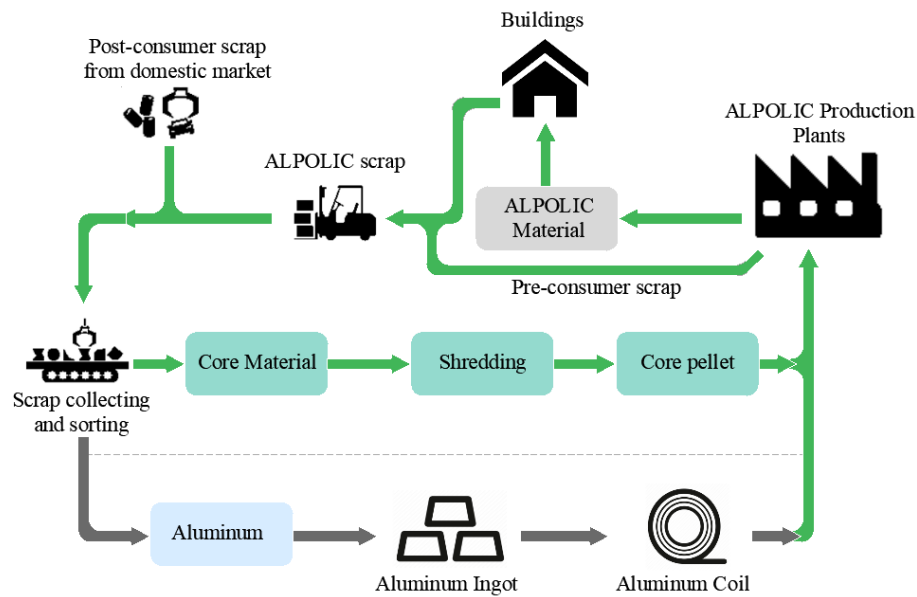 Buildings
Post-consumer scrap
from domestic market
ALPOLIC Production
Plants
ALPOLIC scrap
ALPOLIC
Material
Pre-consumer scrap
Core Material
Shredding
Core pellet
Scrap collecting
and sorting
Aluminum
Aluminum Ingot
Aluminum Coil